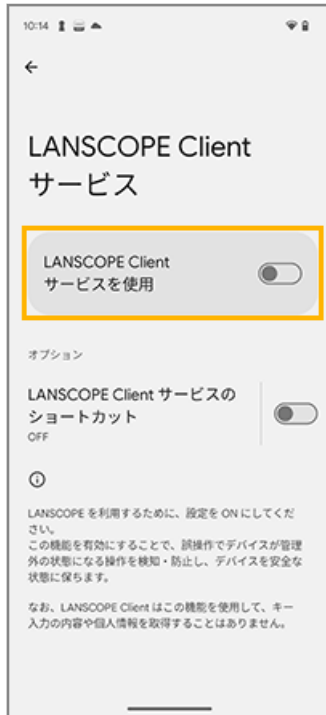 10:14
LANSCOPE Client
サービス
LANSCOPE Client
サービスを使用
オプション
LANSCOPE Client サービスの
ショートカット
OFF
LANSCOPE を利用するために、設定を ON にしてくだ
さい。
この機能を有効にすることで、誤操作でデバイスが管理
外の状態になる操作を検知・防止し、デバイスを安全な
状態に保ちます。
なお、LANSCOPE Client はこの機能を使用して、キー
入力の内容や個人情報を取得することはありません。